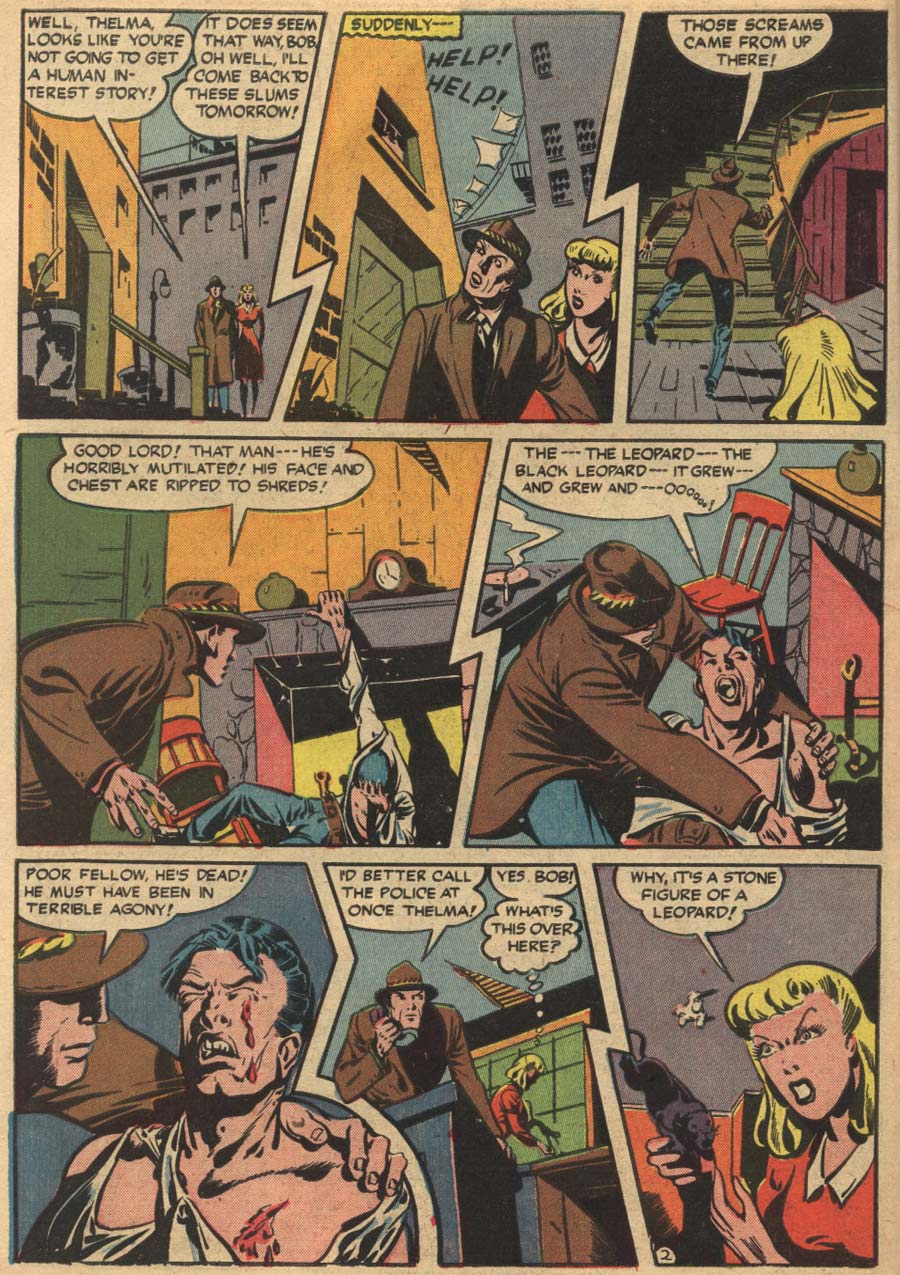 WELL, THELMA,
LOOKS LIKE YOU'RE
NOT GOING TO GET
A HUMAN IN-
TEREST STORY!
IT DOES SEEM
THAT WAY, BOB.
OH WELL, I'LL
COME BACK TO
THESE SLUMS
TOMORROW!
SUDDENLY---
HELP!
HELP!
THOSE SCREAMS
CAME FROM UP
THERE!
GOOD LORD! THAT MAN--- HE'S
HORRIBLY MUTILATED! HIS FACE AND
CHEST ARE RIPPED TO SHREDS!
THE --- THE LEOPARD--- THE
BLACK LEOPARD--- IT GREW---
AND GREW AND ---OOOOOO!
POOR FELLOW, HE'S DEAD!
HE MUST HAVE BEEN IN
TERRIBLE AGONY!
I'D BETTER CALL
THE POLICE AT
ONCE THELMA!
YES. BOB!
WHAT'S
THIS OVER
HERE?
WHY, IT'S A STONE
FIGURE OF A
LEOPARD!
2